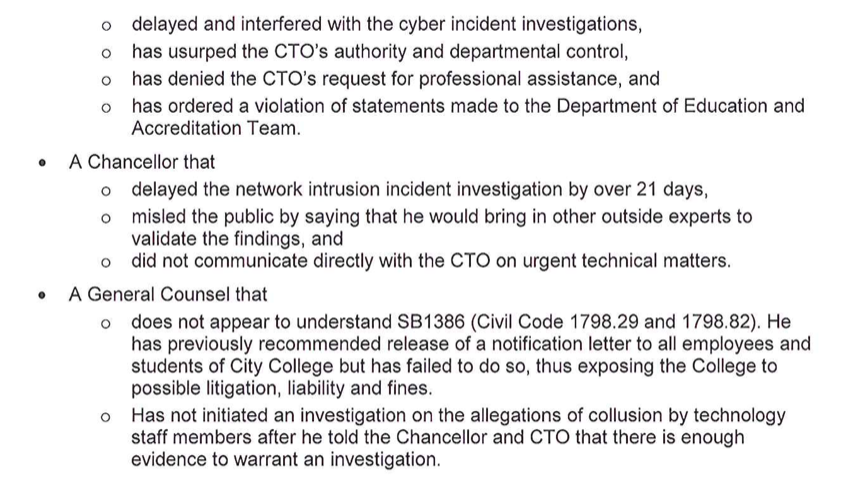 o delayed and interfered with the cyber incident investigations,
o has usurped the CTO's authority and departmental control,
o has denied the CTO's request for professional assistance, and
o has ordered a violation of statements made to the Department of Education and
Accreditation Team.
• A Chancellor that
o delayed the network intrusion incident investigation by over 21 days,
o misled the public by saying that he would bring in other outside experts to
validate the findings, and
o did not communicate directly with the CTO on urgent technical matters.
• A General Counsel that
o does not appear to understand SB1386 (Civil Code 1798.29 and 1798.82). He
has previously recommended release of a notification letter to all employees and
students of City College but has failed to do so, thus exposing the College to
possible litigation, liability and fines.
o Has not initiated an investigation on the allegations of collusion by technology
staff members after he told the Chancellor and CTO that there is enough
evidence to warrant an investigation.